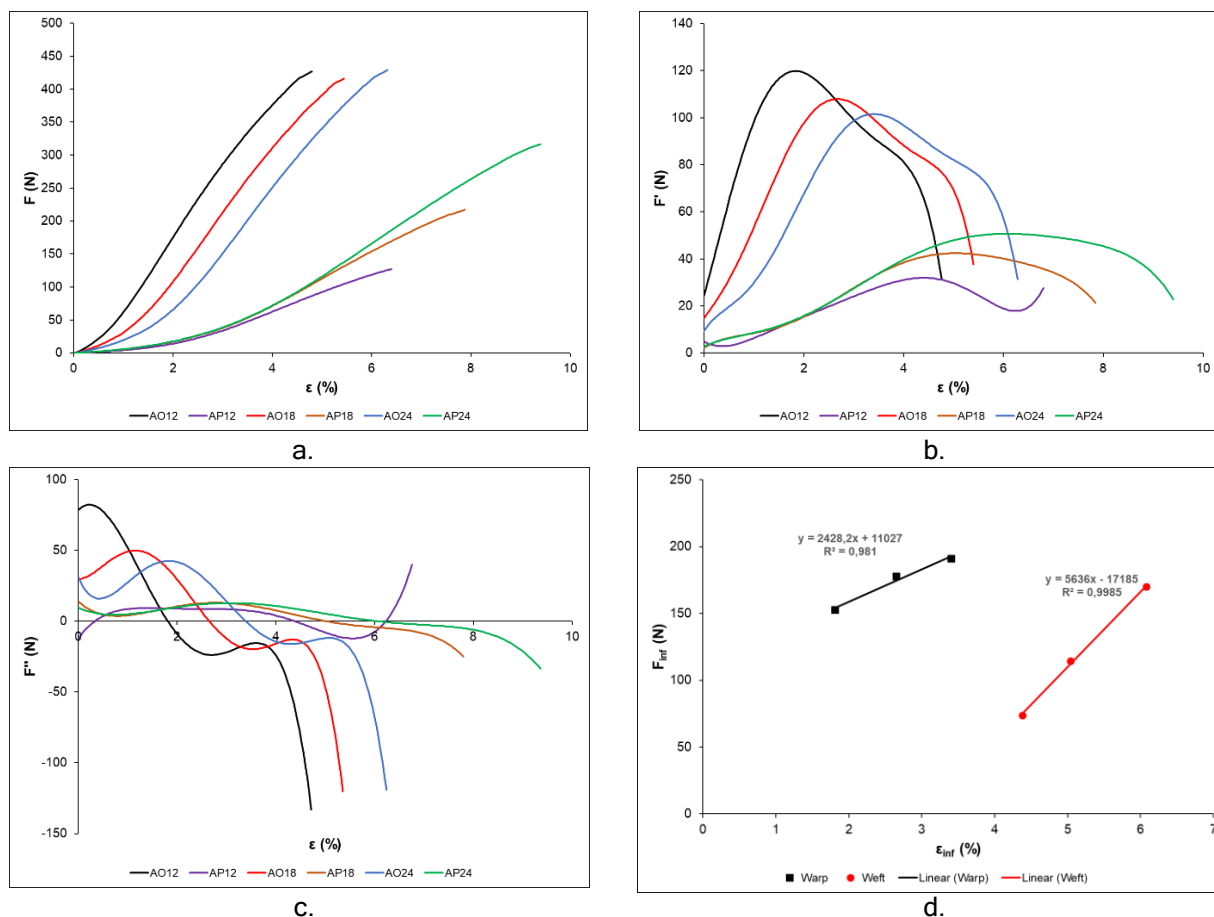 500
450
400
350
300
250
200
150
100
50
0
F (N)
0 2 4 6 8 10
ε (%)
AO12 AP12 AO18 AP18 AO24 AP24
a.
140
120
100
80
60
40
20
0
F' (N)
0 2 4 6 8 10
ε (%)
AO12 AP12 AO18 AP18 AO24 AP24
b.
100
50
0
-50
-100
-150
F'' (N)
0 2 4 6 8 10
ε (%)
AO12 AP12 AO18 AP18 AO24 AP24
c.
250
200
150
100
50
0
F inf (N)
y = 2428,2x + 11027
R² = 0,981
y = 5636x - 17185
R² = 0,9985
0 1 2 3 4 5 6 7
ε inf (%)
Warp Weft Linear (Warp) Linear (Weft)
d.